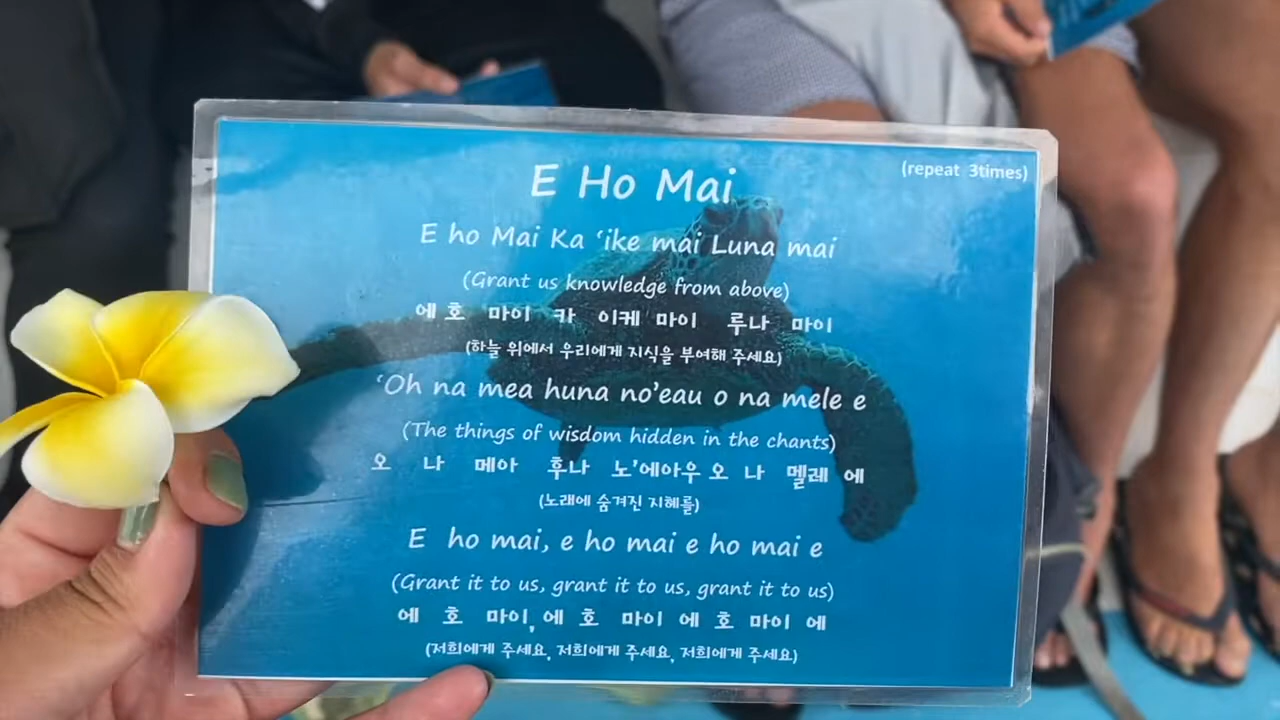 E Ho Mai
(repeat 3times)
E ho Mai Ka ‘ike mai Luna mai
(Grant us knowledge from above)
에 호 마이 카 이케 마이 루나 마이
(하늘 위에서 우리에게 지식을 부여해 주세요)
‘Oh na mea huna no’eau o na mele e
(The things of wisdom hidden in the chants)
오 나 메아 후나 노’에아우 오 나 멜레 에
(노래에 숨겨진 지혜를)
E ho mai, e ho mai e ho mai e
(Grant it to us, grant it to us, grant it to us)
에 호 마이, 에 호 마이 에 호 마이 에
(저희에게 주세요, 저희에게 주세요, 저희에게 주세요)